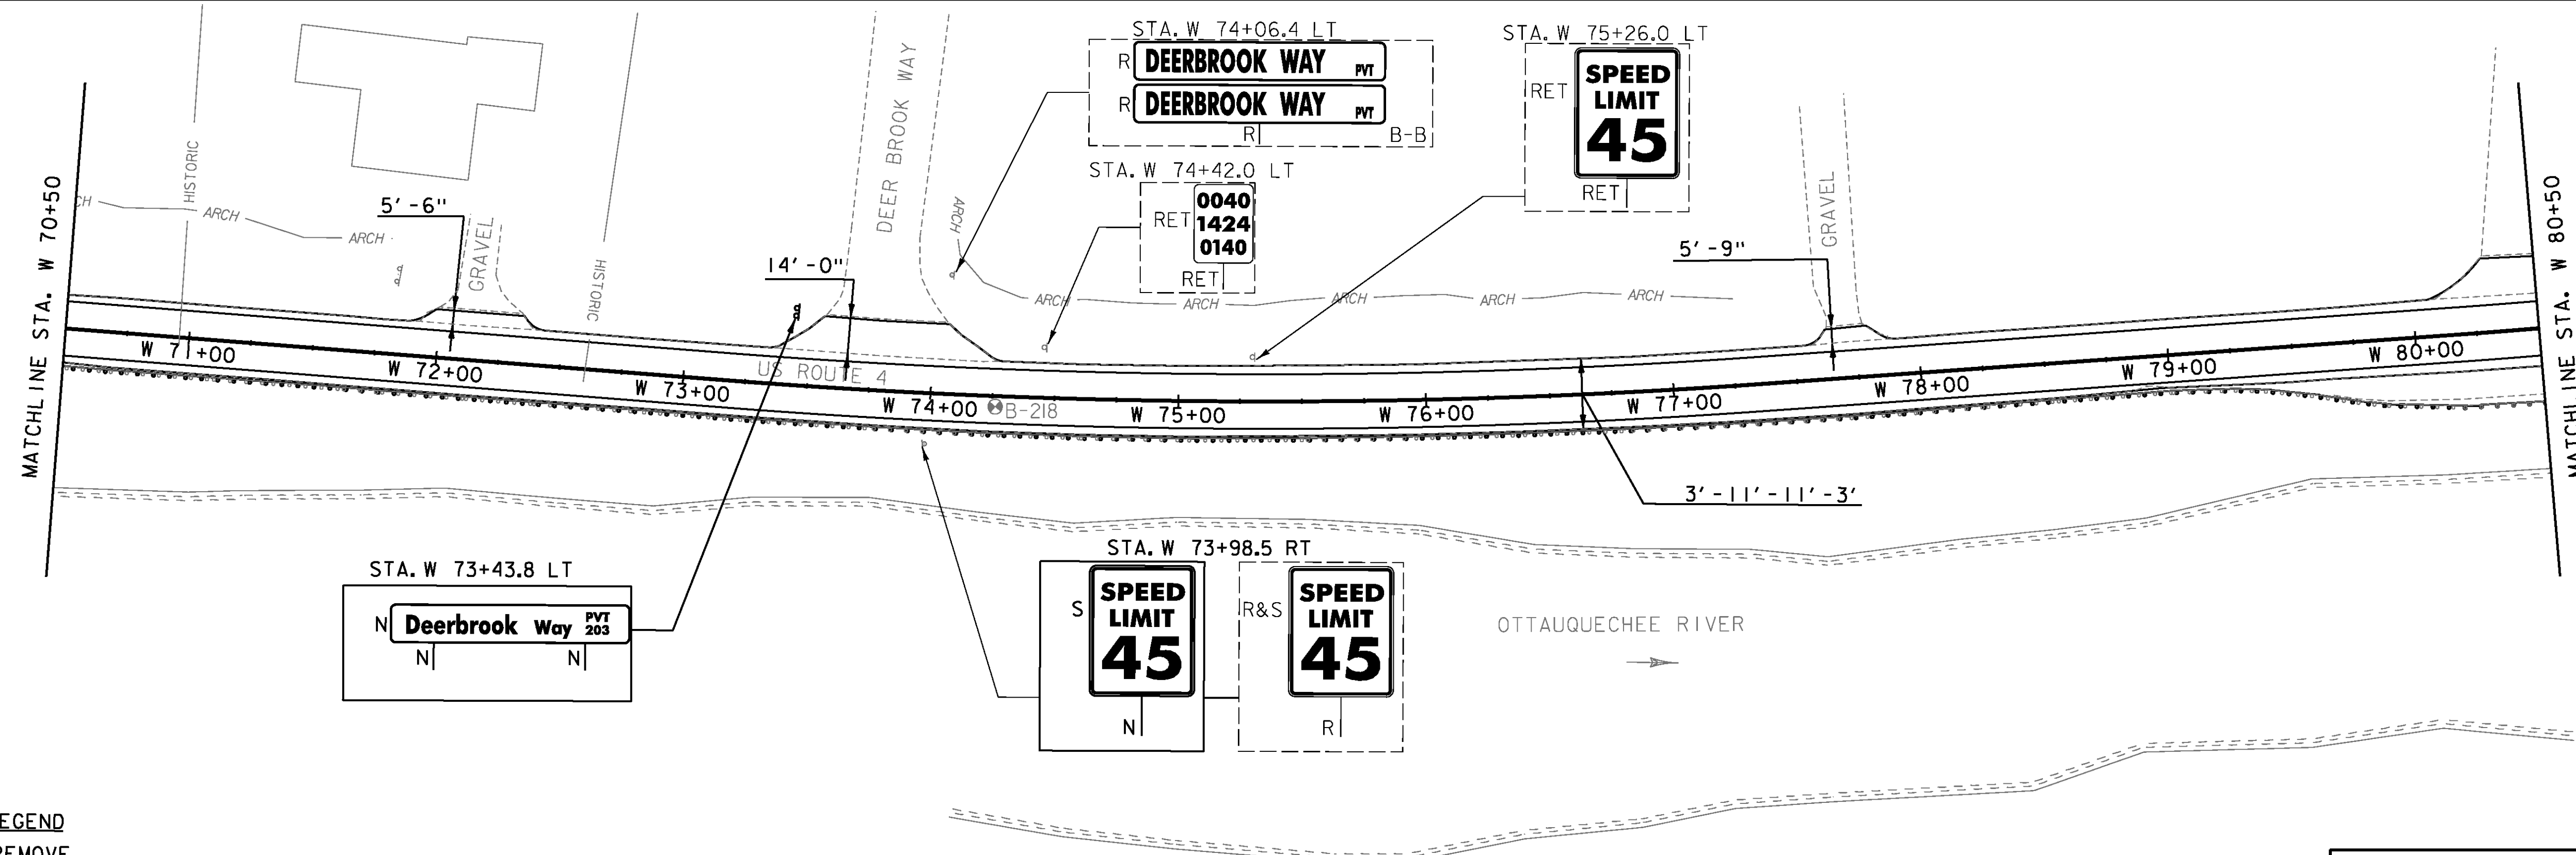 STA. W 74+06.4 LT
R DEERBROOK WAY PVT
R DEERBROOK WAY PVT
R B-B
STA. W 75+26.0 LT
RET
SPEED
LIMIT
45
RET
STA. W 74+42.0 LT
RET
0040
1424
0140
RET
MATCHLINE STA. W 70+50
HISTORIC
ARCH
ARCH
5'-6"
GRAVEL
HISTORIC
14'-0"
DEER BROOK WAY
ARCH
ARCH
ARCH
ARCH
ARCH
ARCH
5'-9"
GRAVEL
MATCHLINE STA. W 80+50
W 71+00
W 72+00
W 73+00
US ROUTE 4
W 74+00
B-218
W 75+00
W 76+00
W 77+00
W 78+00
W 79+00
W 80+00
3'-11'-11'-3'
STA. W 73+43.8 LT
N Deerbrook Way PVT 203
N N
STA. W 73+98.5 RT
S
SPEED
LIMIT
45
N
R&S
SPEED
LIMIT
45
R
OTTAUQUECHEE RIVER